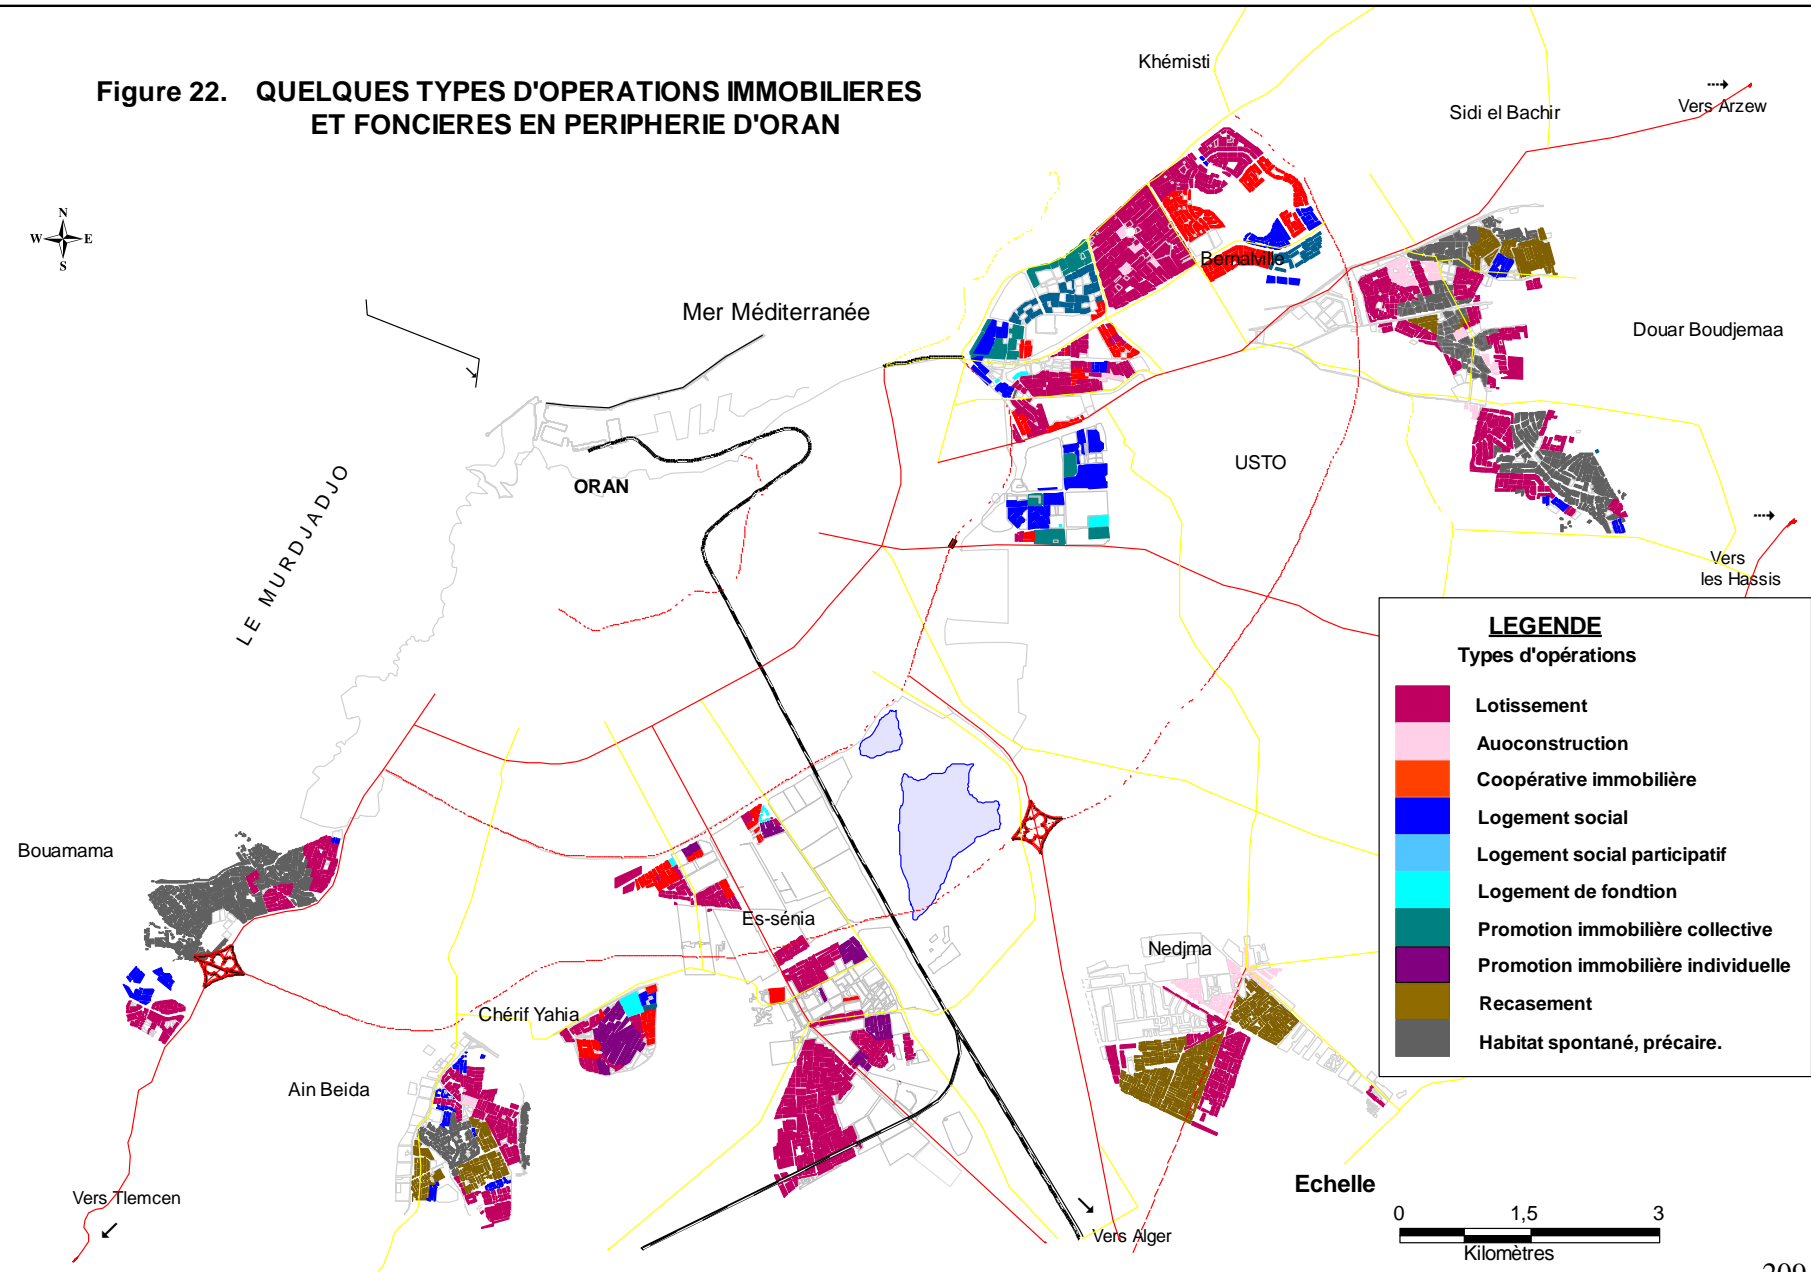 Figure 22. QUELQUES TYPES D'OPERATIONS IMMOBILIERES
ET FONCIERES EN PERIPHERIE D'ORAN
Khémisti
Sidi el Bachir
Vers Arzew
N
W E
S
Bernalville
Mer Méditerranée
Douar Boudjemaa
LE MURDJADJO
ORAN
USTO
Vers
les Hassis
LEGENDE
Types d'opérations
Lotissement
Auoconstruction
Coopérative immobilière
Logement social
Logement social participatif
Logement de fondtion
Promotion immobilière collective
Promotion immobilière individuelle
Recasement
Habitat spontané, précaire.
Bouamama
Es-sénia
Nedjma
Chérif Yahia
Ain Beida
Vers Tlemcen
Vers Alger
Echelle
0 1,5 3
Kilomètres
209